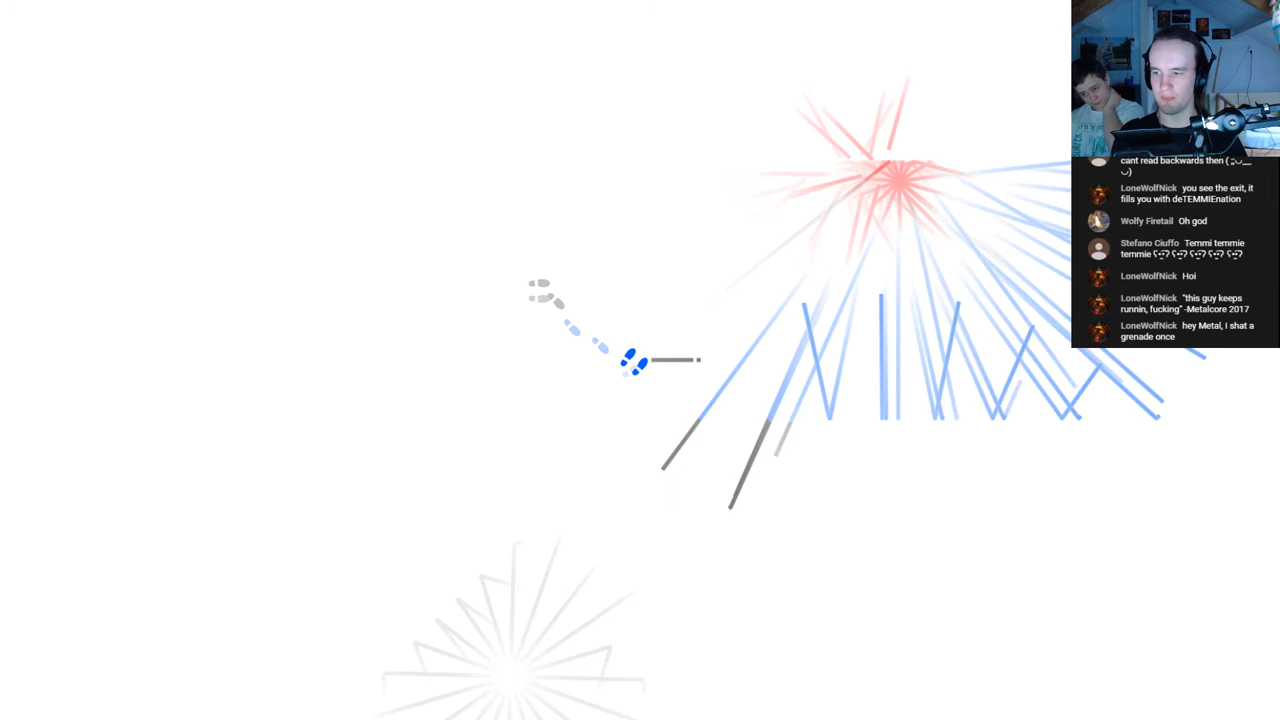 cant read backwards then (
LoneWolfNick you see the exit, it
fills you with deTEMMIEnation
Wolfy Firetail Oh god
Stefano Ciuffo Temmi temmie
temmie
LoneWolfNick Hoi
LoneWolfNick "this guy keeps
runnin, fucking" -Metalcore 2017
LoneWolfNick hey Metal, I shat a
grenade once